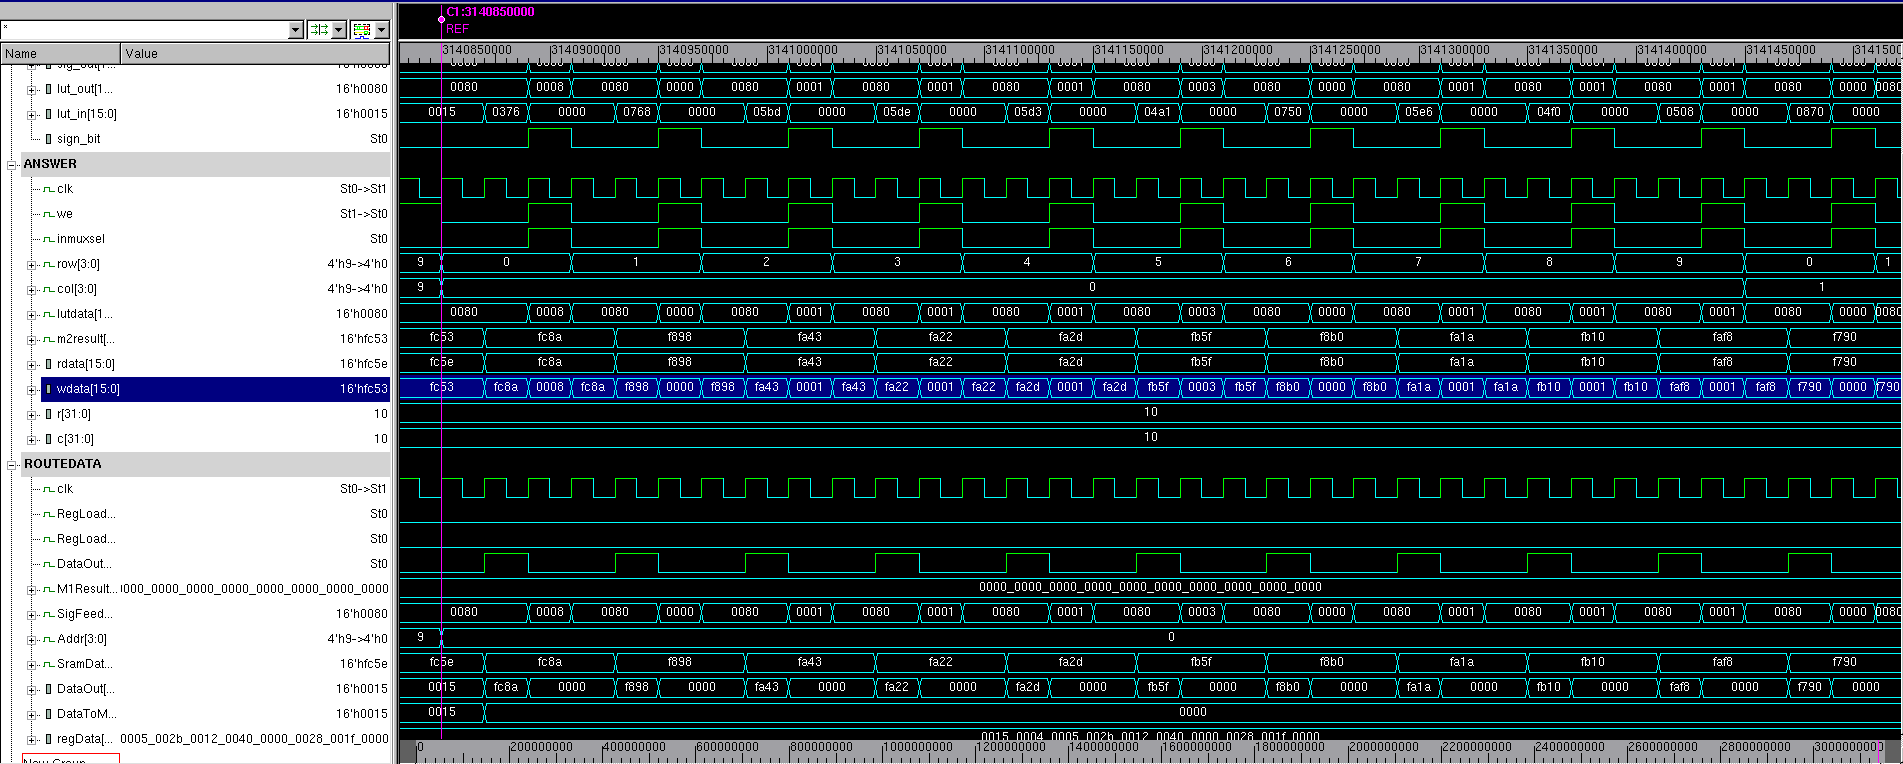 C1:3140850000
REF
*
Name Value
3140850000 3140900000 3140950000 3141000000 3141050000 3141100000 3141150000 3141200000 3141250000 3141300000 3141350000 3141400000 3141450000 314150
lut_out[1... 16'h0080 0080 0008 0080 0000 0080 0001 0080 0001 0080 0001 0080 0003 0080 0000 0080 0001 0080 0001 0080 0001 0080 0000 0080
lut_in[15:0] 16'h0015 0015 0376 0000 0768 0000 05bd 0000 05de 0000 05d3 0000 04a1 0000 0750 0000 05e6 0000 04f0 0000 0508 0000 0870 0000
sign_bit St0
ANSWER
clk St0->St1
we St1->St0
inmuxsel St0
row[3:0] 4'h9->4'h0 9 0 1 2 3 4 5 6 7 8 9 0 1
col[3:0] 4'h9->4'h0 9 0 1
lutdata[1... 16'h0080 0080 0008 0080 0000 0080 0001 0080 0001 0080 0001 0080 0003 0080 0000 0080 0001 0080 0001 0080 0001 0080 0000 0080
m2result[... 16'hfc53 fc53 fc8a f898 fa43 fa22 fa2d fb5f f8b0 fa1a fb10 faf8 f790
rdata[15:0] 16'hfc5e fc5e fc8a f898 fa43 fa22 fa2d fb5f f8b0 fa1a fb10 faf8 f790
wdata[15:0] 16'hfc53 fc53 fc8a 0008 fc8a f898 0000 f898 fa43 0001 fa43 fa22 0001 fa22 fa2d 0001 fa2d fb5f 0003 fb5f f8b0 0000 f8b0 fa1a 0001 fa1a fb10 0001 fb10 faf8 0001 faf8 f790 0000 f790
r[31:0] 10 10
c[31:0] 10 10
ROUTEDATA
clk St0->St1
RegLoad... St0
RegLoad... St0
DataOut... St0
M1Result... 0000_0000_0000_0000_0000_0000_0000_0000 0000_0000_0000_0000_0000_0000_0000_0000_0000_0000
SigFeed... 16'h0080 0080 0008 0080 0000 0080 0001 0080 0001 0080 0001 0080 0003 0080 0000 0080 0001 0080 0001 0080 0001 0080 0000 0080
Addr[3:0] 4'h9->4'h0 9 0
SramDat... 16'hfc5e fc5e fc8a f898 fa43 fa22 fa2d fb5f f8b0 fa1a fb10 faf8 f790
DataOut[... 16'h0015 0015 fc8a 0000 f898 0000 fa43 0000 fa22 0000 fa2d 0000 fb5f 0000 f8b0 0000 fa1a 0000 fb10 0000 faf8 0000 f790 0000
DataToM... 16'h0015 0015 0000
regData[... 0005_002b_0012_0040_0000_0028_001f_0000 0015_0004_0005_002b_0012_0040_0000_0028_001f_0000
0 200000000 400000000 600000000 800000000 1000000000 1200000000 1400000000 1600000000 1800000000 2000000000 2200000000 2400000000 2600000000 2800000000 3000000000
New Group